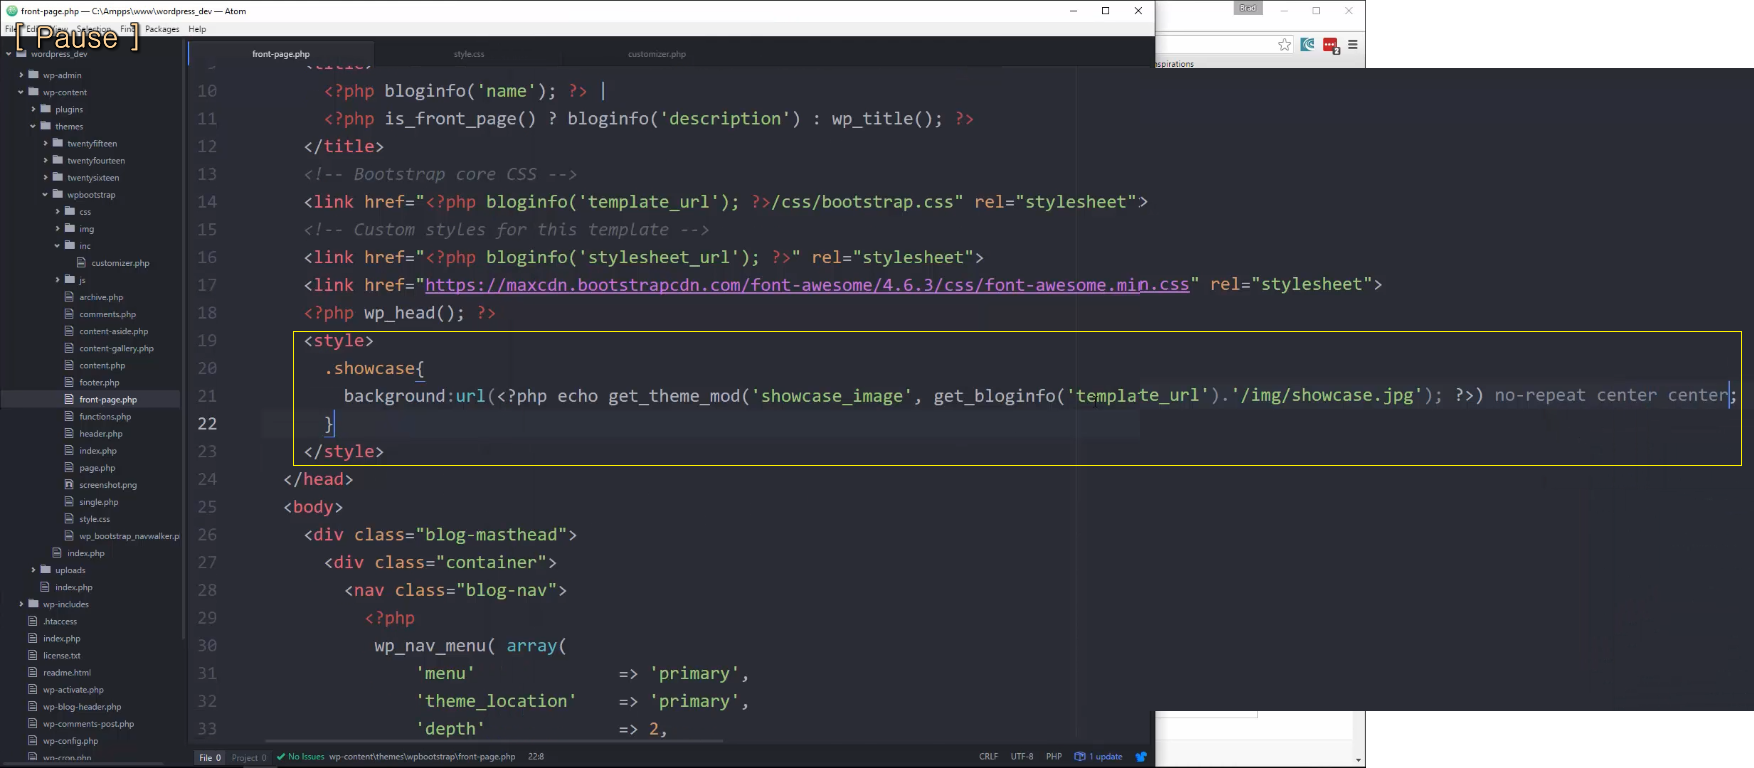 front-page.php — C:\Ampps\www\wordpress_dev — Atom
Brad
File Edit View Selection Find Packages Help
[ Pause ]
nspirations
wordpress_dev
wp-admin
wp-content
plugins
themes
twentyfifteen
twentyfourteen
twentysixteen
wpbootstrap
css
img
inc
customizer.php
js
archive.php
comments.php
content-aside.php
content-gallery.php
content.php
footer.php
front-page.php
functions.php
header.php
index.php
page.php
screenshot.png
single.php
style.css
wp_bootstrap_navwalker.p
index.php
uploads
index.php
wp-includes
.htaccess
index.php
license.txt
readme.html
wp-activate.php
wp-blog-header.php
wp-comments-post.php
wp-config.php
wp-cron.php
front-page.php style.css customizer.php
9 <title>
10 <?php bloginfo('name'); ?> |
11 <?php is_front_page() ? bloginfo('description') : wp_title(); ?>
12 </title>
13 <!-- Bootstrap core CSS -->
14 <link href="<?php bloginfo('template_url'); ?>/css/bootstrap.css" rel="stylesheet">
15 <!-- Custom styles for this template -->
16 <link href="<?php bloginfo('stylesheet_url'); ?>" rel="stylesheet">
17 <link href="https://maxcdn.bootstrapcdn.com/font-awesome/4.6.3/css/font-awesome.min.css" rel="stylesheet">
18 <?php wp_head(); ?>
19 <style>
20 .showcase{
21 background:url(<?php echo get_theme_mod('showcase_image', get_bloginfo('template_url').'/img/showcase.jpg'); ?>) no-repeat center center;
22 }
23 </style>
24 </head>
25 <body>
26 <div class="blog-masthead">
27 <div class="container">
28 <nav class="blog-nav">
29 <?php
30 wp_nav_menu( array(
31 'menu' => 'primary',
32 'theme_location' => 'primary',
33 'depth' => 2,
File 0 Project 0 No Issues wp-content\themes\wpbootstrap\front-page.php 22:8 CRLF UTF-8 PHP 1 update